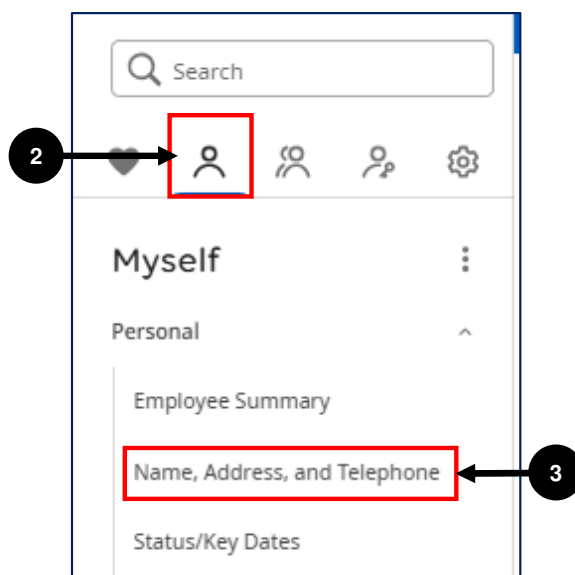 Search
2
Myself
Personal
Employee Summary
Name, Address, and Telephone
3
Status/Key Dates